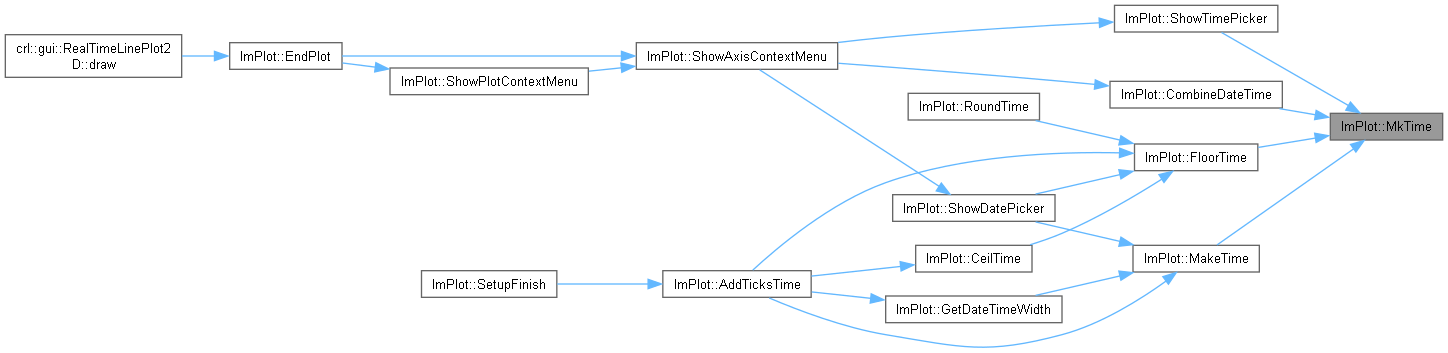 ImPlot::ShowTimePicker
crl::gui::RealTimeLinePlot2
D::draw
ImPlot::EndPlot
ImPlot::ShowAxisContextMenu
ImPlot::ShowPlotContextMenu
ImPlot::CombineDateTime
ImPlot::RoundTime
ImPlot::MkTime
ImPlot::FloorTime
ImPlot::ShowDatePicker
ImPlot::CeilTime
ImPlot::MakeTime
ImPlot::SetupFinish
ImPlot::AddTicksTime
ImPlot::GetDateTimeWidth